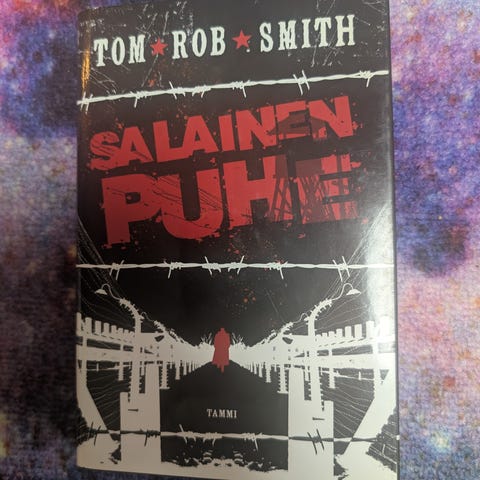 TOM ★ ROB ★ SMITH
SALAINEN
PUHE
TAMMI